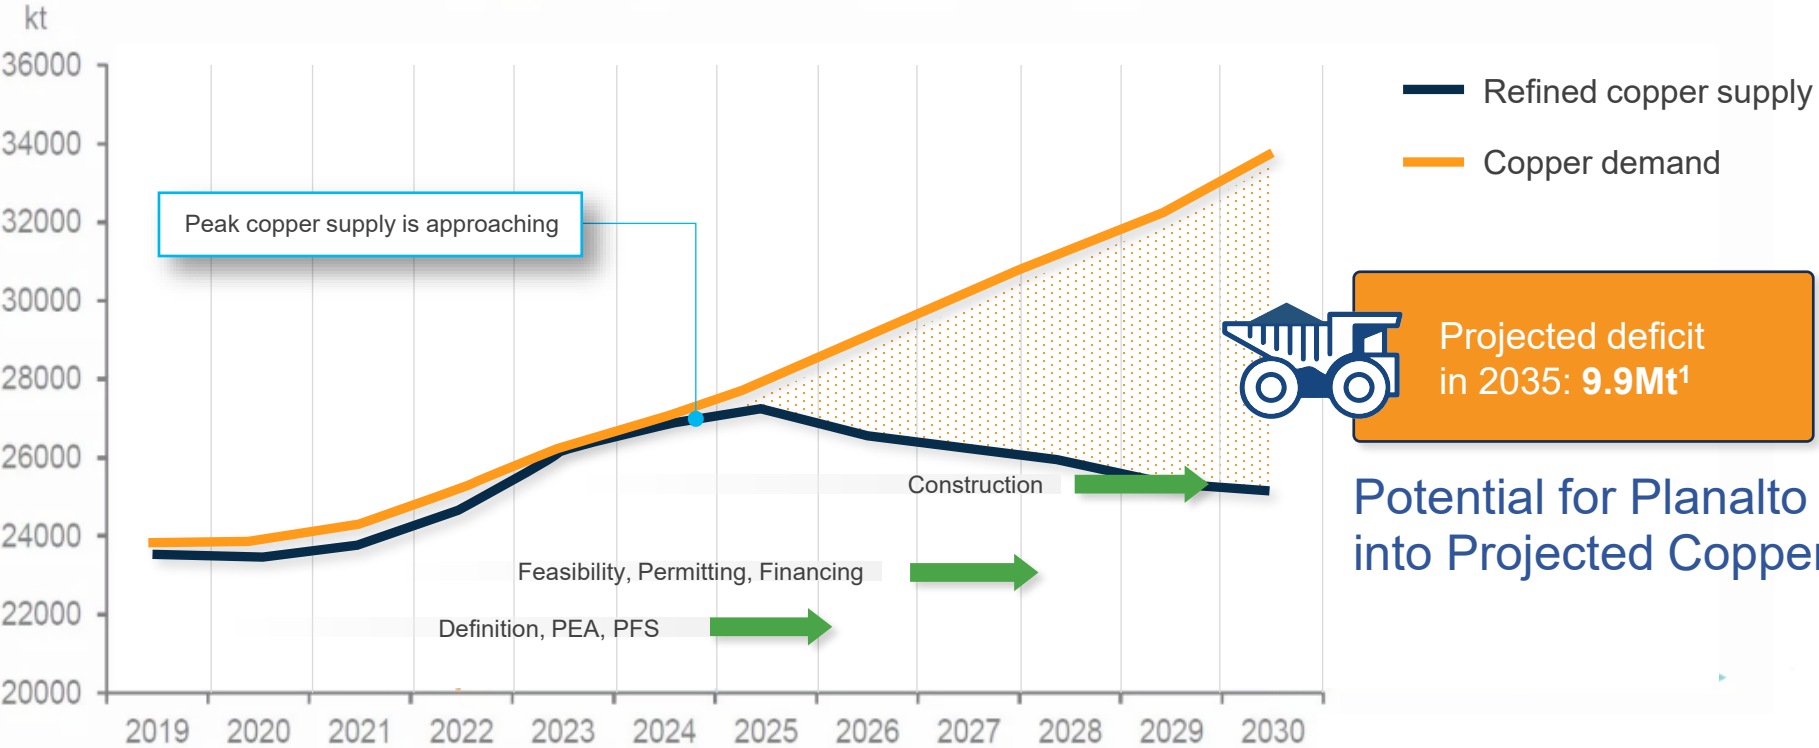 kt
36000
34000
32000
30000
28000
26000
24000
22000
20000
2019 2020 2021 2022 2023 2024 2025 2026 2027 2028 2029 2030
Peak copper supply is approaching
Construction
Feasibility, Permitting, Financing
Definition, PEA, PFS
Refined copper supply
Copper demand
Projected deficit
in 2035: 9.9Mt¹
Potential for Planalto
into Projected Copper